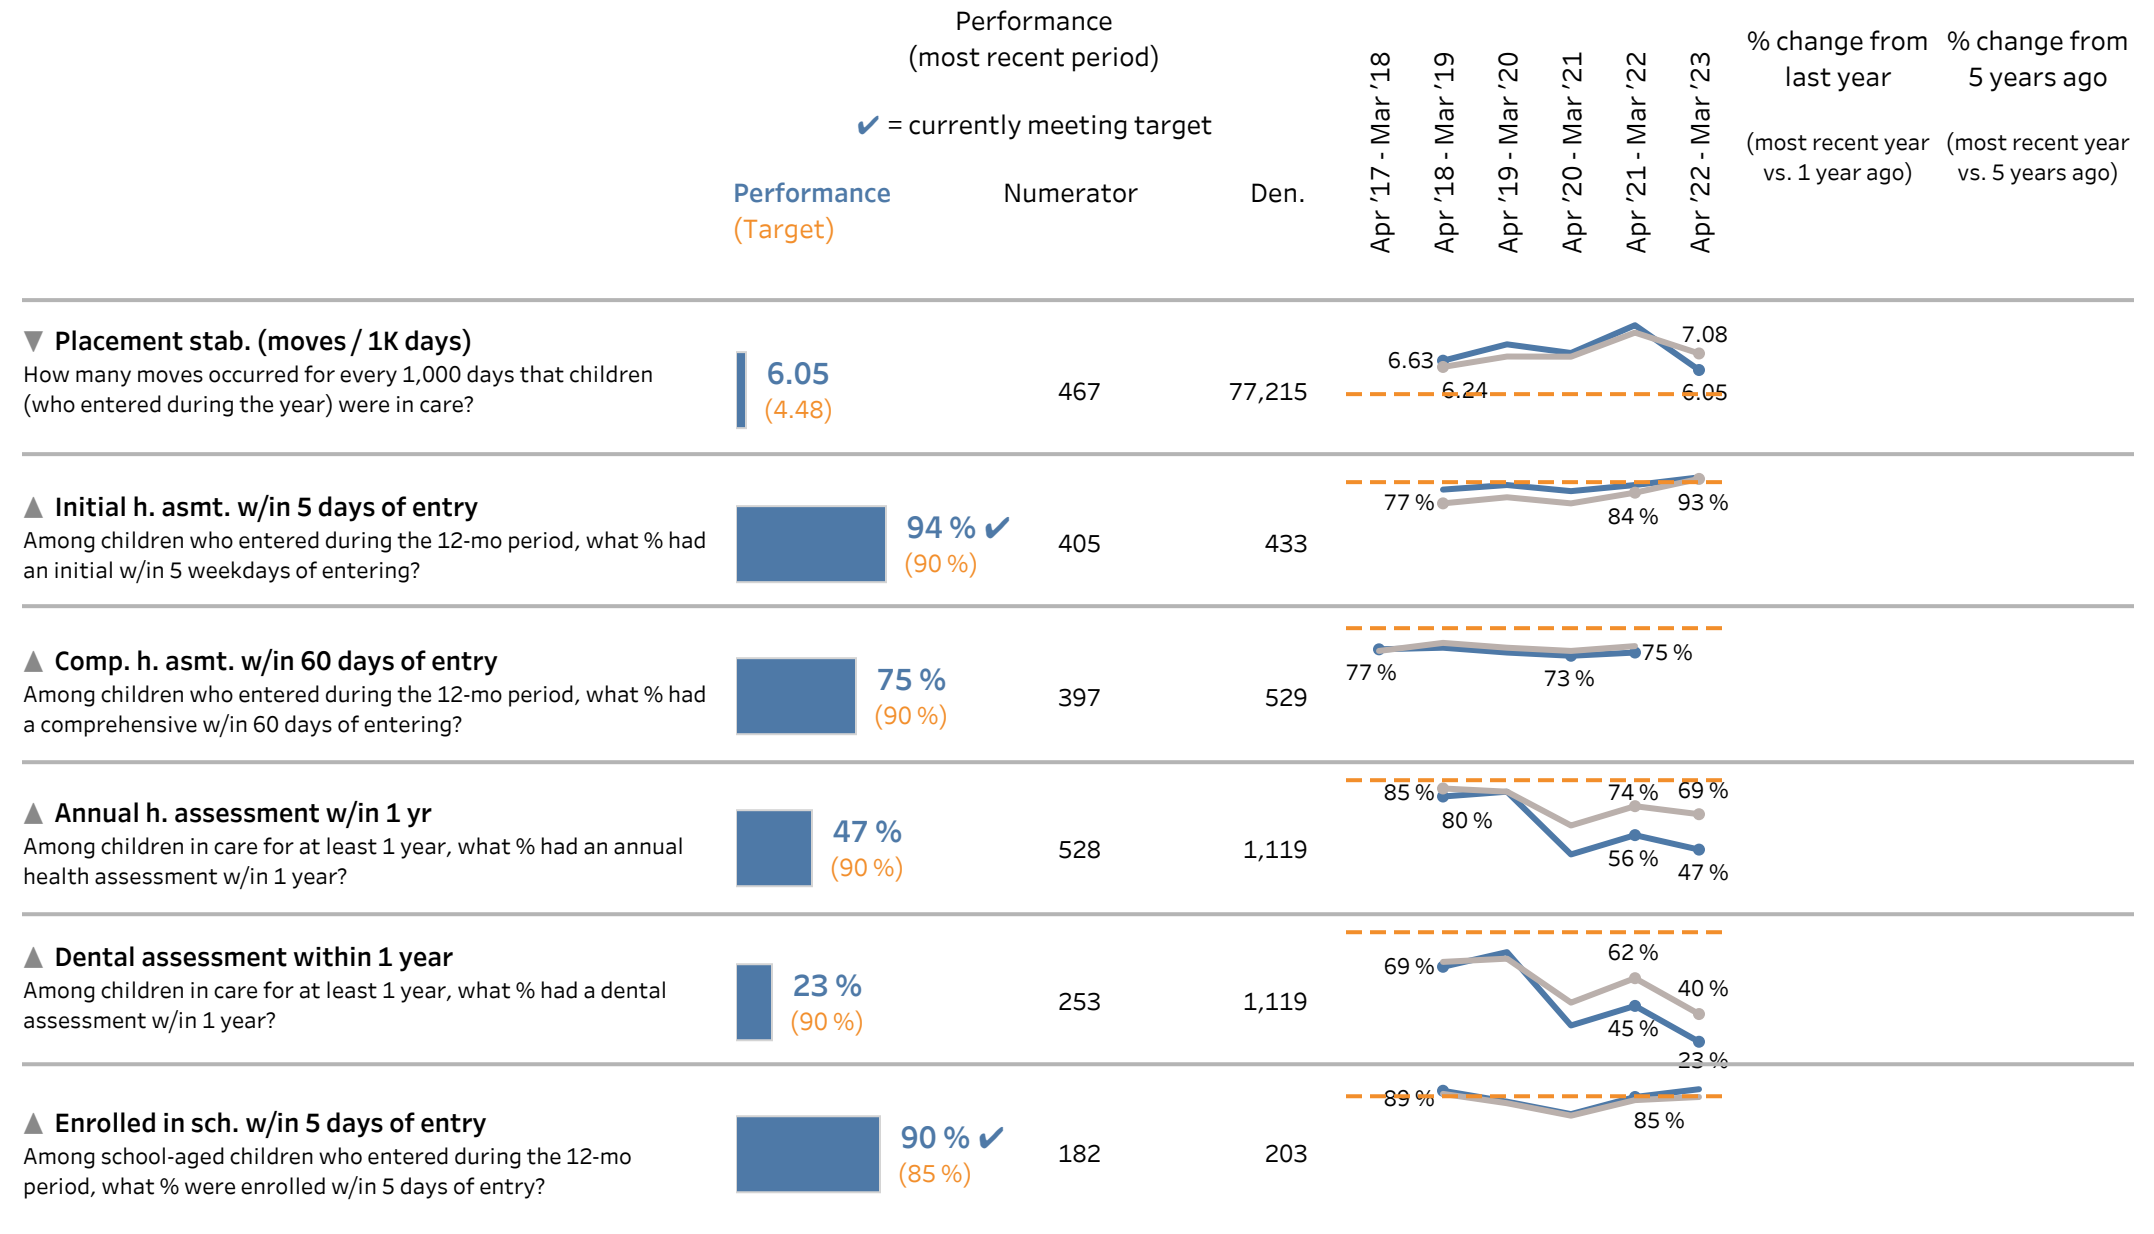 Performance
(most recent period)
✔ = currently meeting target
Performance
(Target)
Numerator
Den.
Apr '17 - Mar '18
Apr '18 - Mar '19
Apr '19 - Mar '20
Apr '20 - Mar '21
Apr '21 - Mar '22
Apr '22 - Mar '23
% change from
last year
(most recent year
vs. 1 year ago)
% change from
5 years ago
(most recent year
vs. 5 years ago)
▼ Placement stab. (moves / 1K days)
How many moves occurred for every 1,000 days that children
(who entered during the year) were in care?
6.05
(4.48)
467
77,215
6.63
6.24
7.08
6.05
▲ Initial h. asmt. w/in 5 days of entry
Among children who entered during the 12-mo period, what % had
an initial w/in 5 weekdays of entering?
94 % ✔
(90 %)
405
433
77 %
84 %
93 %
▲ Comp. h. asmt. w/in 60 days of entry
Among children who entered during the 12-mo period, what % had
a comprehensive w/in 60 days of entering?
75 %
(90 %)
397
529
77 %
73 %
75 %
▲ Annual h. assessment w/in 1 yr
Among children in care for at least 1 year, what % had an annual
health assessment w/in 1 year?
47 %
(90 %)
528
1,119
85 %
80 %
74 %
69 %
56 %
47 %
▲ Dental assessment within 1 year
Among children in care for at least 1 year, what % had a dental
assessment w/in 1 year?
23 %
(90 %)
253
1,119
69 %
62 %
40 %
45 %
23 %
▲ Enrolled in sch. w/in 5 days of entry
Among school-aged children who entered during the 12-mo
period, what % were enrolled w/in 5 days of entry?
90 % ✔
(85 %)
182
203
89 %
85 %